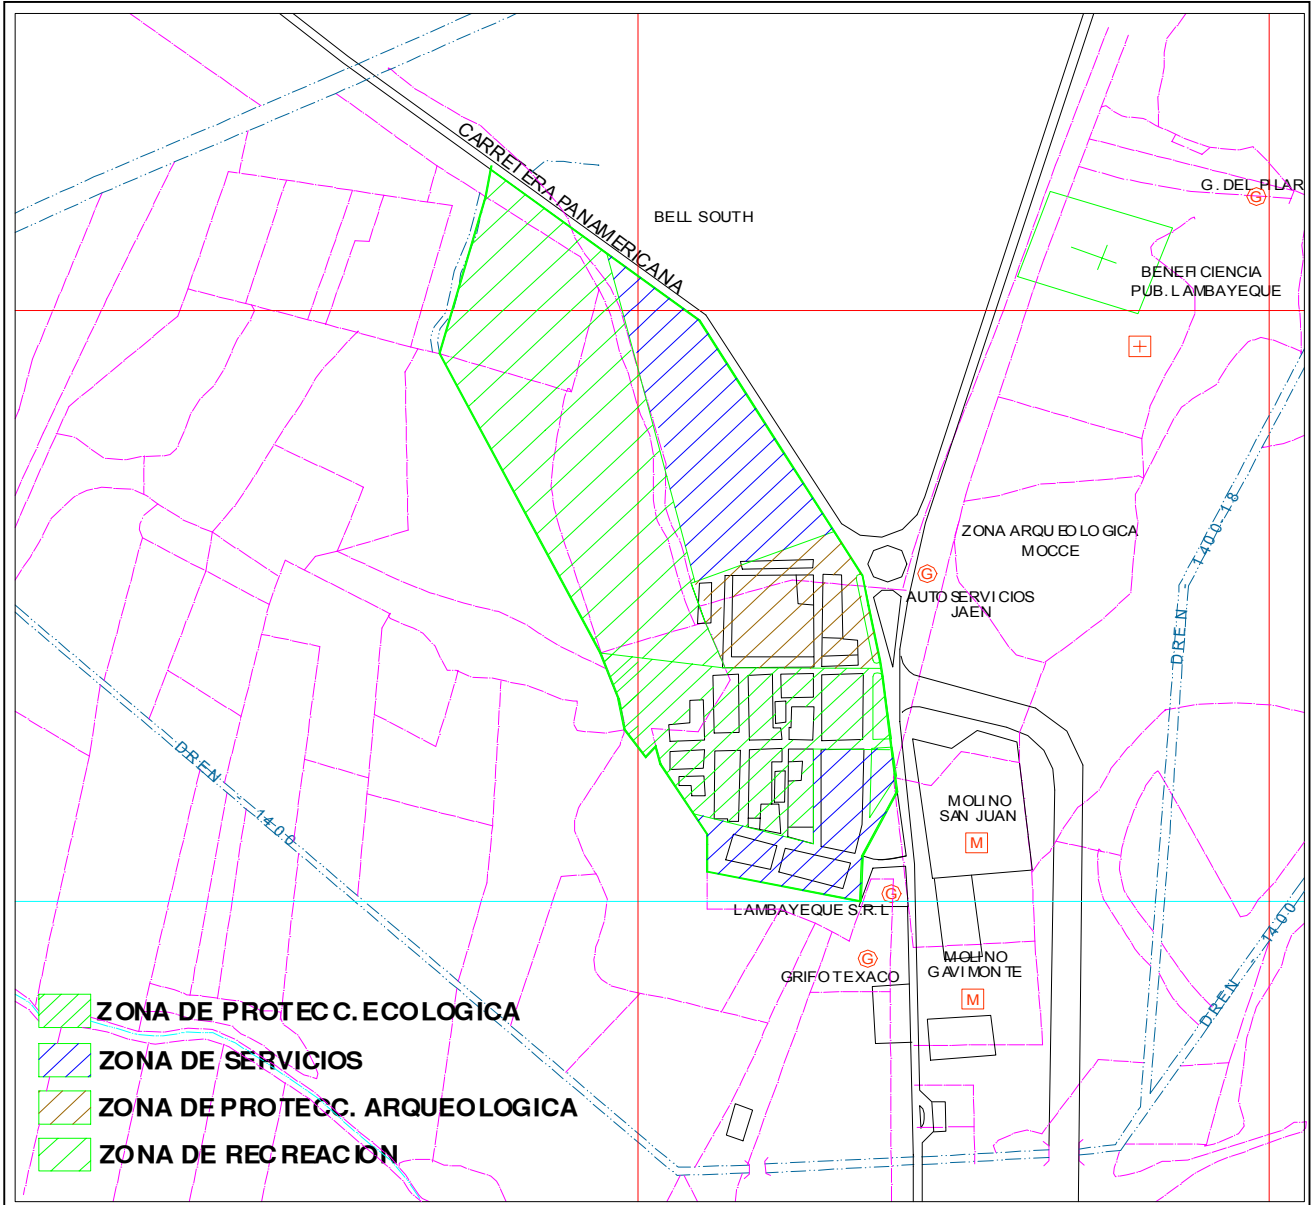 CARRETERA PANAMERICANA
BELL SOUTH
G. DEL PILAR
G
BENEFICIENCIA
PUB. LAMBAYEQUE
DREN 1400-18
ZONA ARQUEOLOGICA
MOCCE
G
AUTO SERVICIOS
JAEN
DREN 1400
MOLINO
SAN JUAN
M
G
LAMBAYEQUE S.R.L
G
GRIFO TEXACO
MOLINO
GAVIMONTE
M
DREN 1400
ZONA DE PROTECC. ECOLOGICA
ZONA DE SERVICIOS
ZONA DE PROTECC. ARQUEOLOGICA
ZONA DE RECREACION